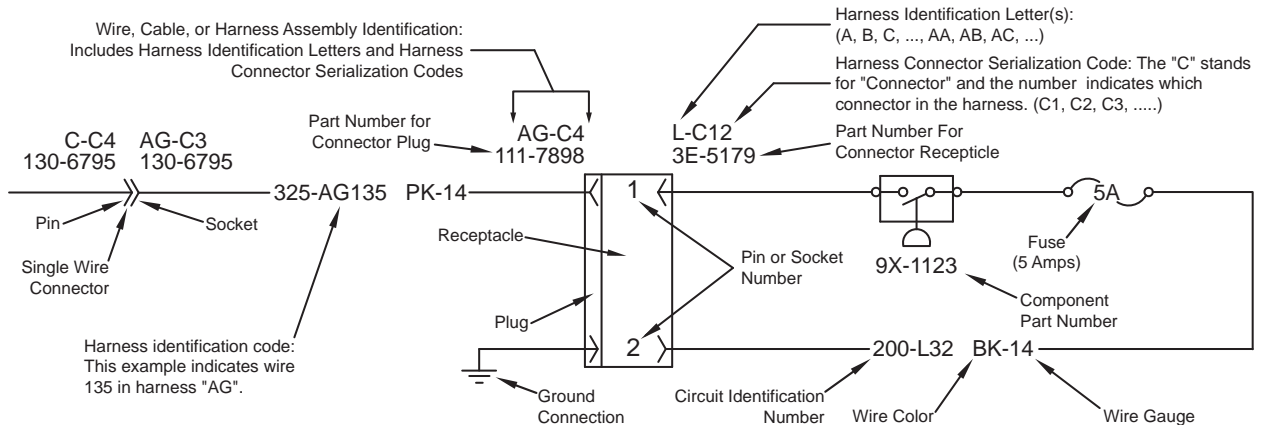 Wire, Cable, or Harness Assembly Identification:
Includes Harness Identification Letters and Harness
Connector Serialization Codes
Harness Identification Letter(s):
(A, B, C, ..., AA, AB, AC, ...)
Harness Connector Serialization Code: The "C" stands
for "Connector" and the number indicates which
connector in the harness. (C1, C2, C3, .....)
Part Number for
Connector Plug
AG-C4
111-7898
L-C12
3E-5179
Part Number For
Connector Recepticle
C-C4
130-6795
AG-C3
130-6795
325-AG135
PK-14
1
5A
Pin
Socket
Receptacle
Pin or Socket
Number
9X-1123
Fuse
(5 Amps)
Single Wire
Connector
Component
Part Number
Plug
2
200-L32
BK-14
Harness identification code:
This example indicates wire
135 in harness "AG".
Ground
Connection
Circuit Identification
Number
Wire Color
Wire Gauge